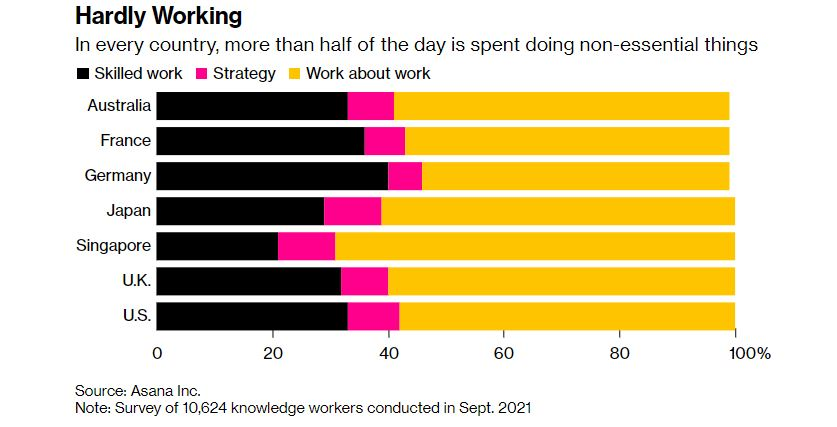 Hardly Working
In every country, more than half of the day is spent doing non-essential things
Skilled work Strategy Work about work
Australia
France
Germany
Japan
Singapore
U.K.
U.S.
0 20 40 60 80 100%
Source: Asana Inc.
Note: Survey of 10,624 knowledge workers conducted in Sept. 2021